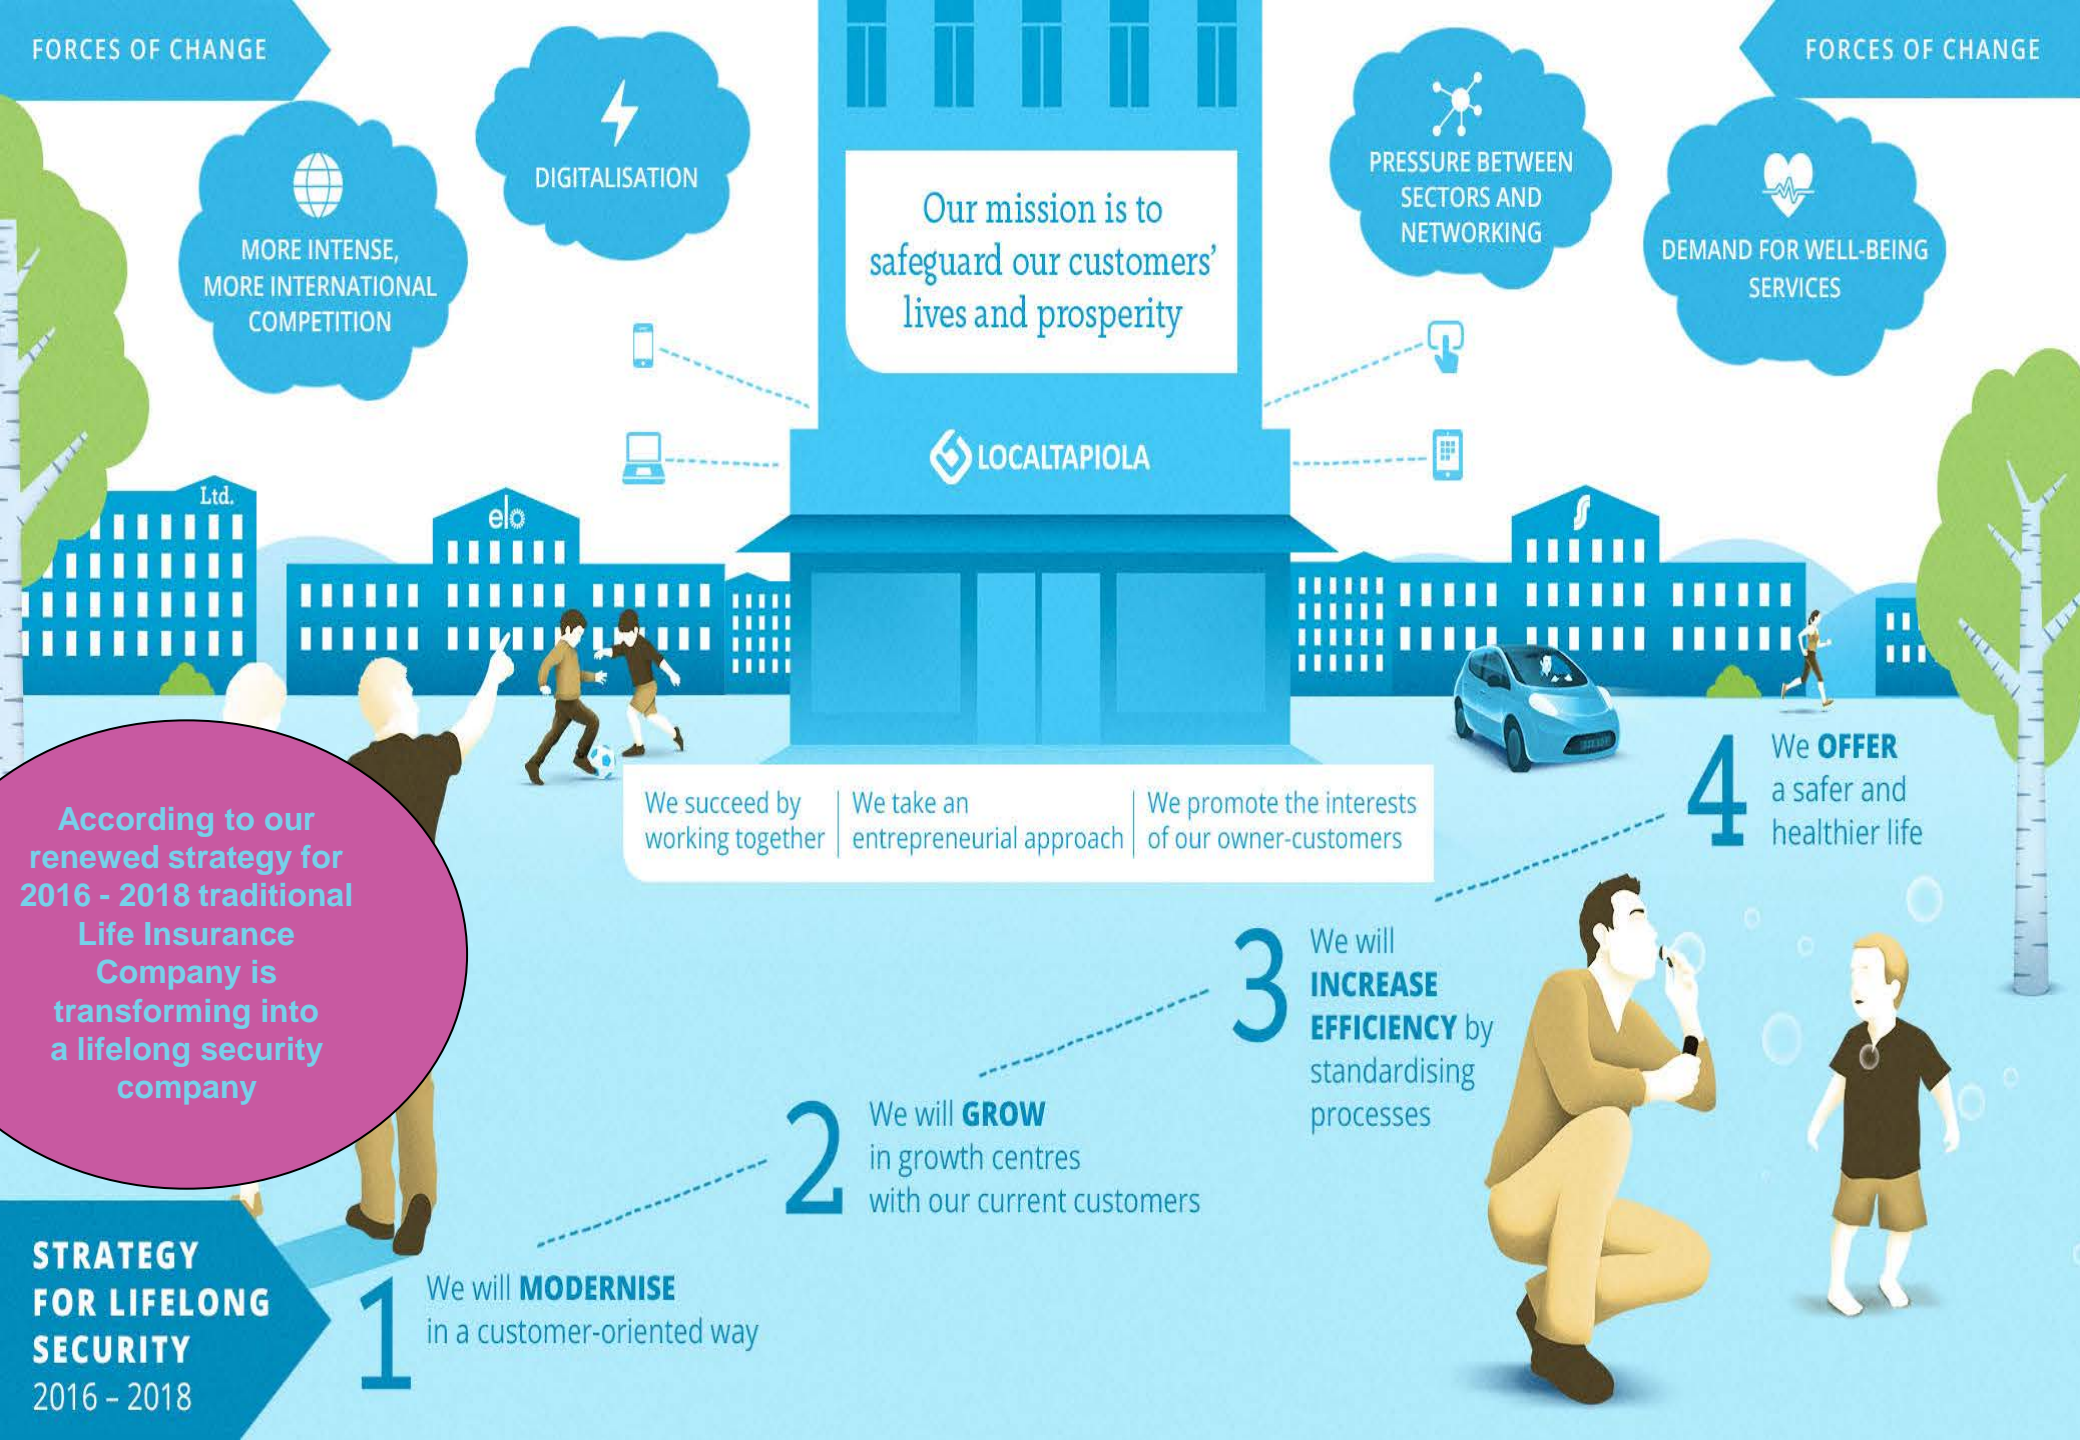 FORCES OF CHANGE
FORCES OF CHANGE
MORE INTENSE,
MORE INTERNATIONAL
COMPETITION
DIGITALISATION
Our mission is to
safeguard our customers'
lives and prosperity
PRESSURE BETWEEN
SECTORS AND
NETWORKING
DEMAND FOR WELL-BEING
SERVICES
LOCALTAPIOLA
Ltd.
elo
We succeed by
working together
We take an
entrepreneurial approach
We promote the interests
of our owner-customers
According to our
renewed strategy for
2016 - 2018 traditional
Life Insurance
Company is
transforming into
a lifelong security
company
STRATEGY
FOR LIFELONG
SECURITY
2016 – 2018
1
We will MODERNISE
in a customer-oriented way
2
We will GROW
in growth centres
with our current customers
3
We will
INCREASE
EFFICIENCY by
standardising
processes
4
We OFFER
a safer and
healthier life